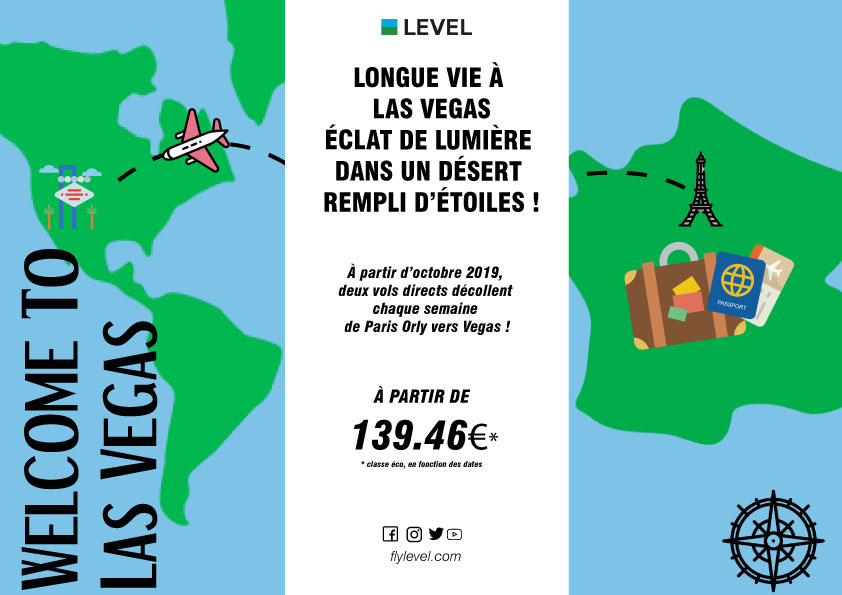 WELCOME TO
LAS VEGAS
LEVEL
LONGUE VIE À
LAS VEGAS
ÉCLAT DE LUMIÈRE
DANS UN DÉSERT
REMPLI D’ÉTOILES !
À partir d’octobre 2019,
deux vols directs décollent
chaque semaine
de Paris Orly vers Vegas !
À PARTIR DE
139.46€*
* classe éco, en fonction des dates
flylevel.com
PASSPORT